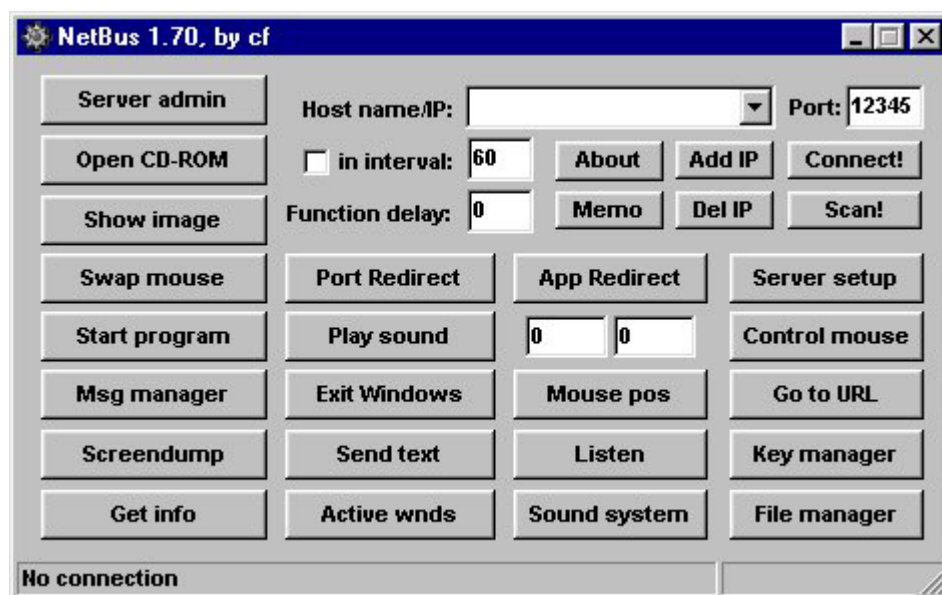 NetBus 1.70, by cf
Server admin
Host name/IP: Port: 12345
Open CD-ROM
in interval: 60 About Add IP Connect!
Show image
Function delay: 0 Memo Del IP Scan!
Swap mouse Port Redirect App Redirect Server setup
Start program Play sound 0 0 Control mouse
Msg manager Exit Windows Mouse pos Go to URL
Screendump Send text Listen Key manager
Get info Active wnds Sound system File manager
No connection